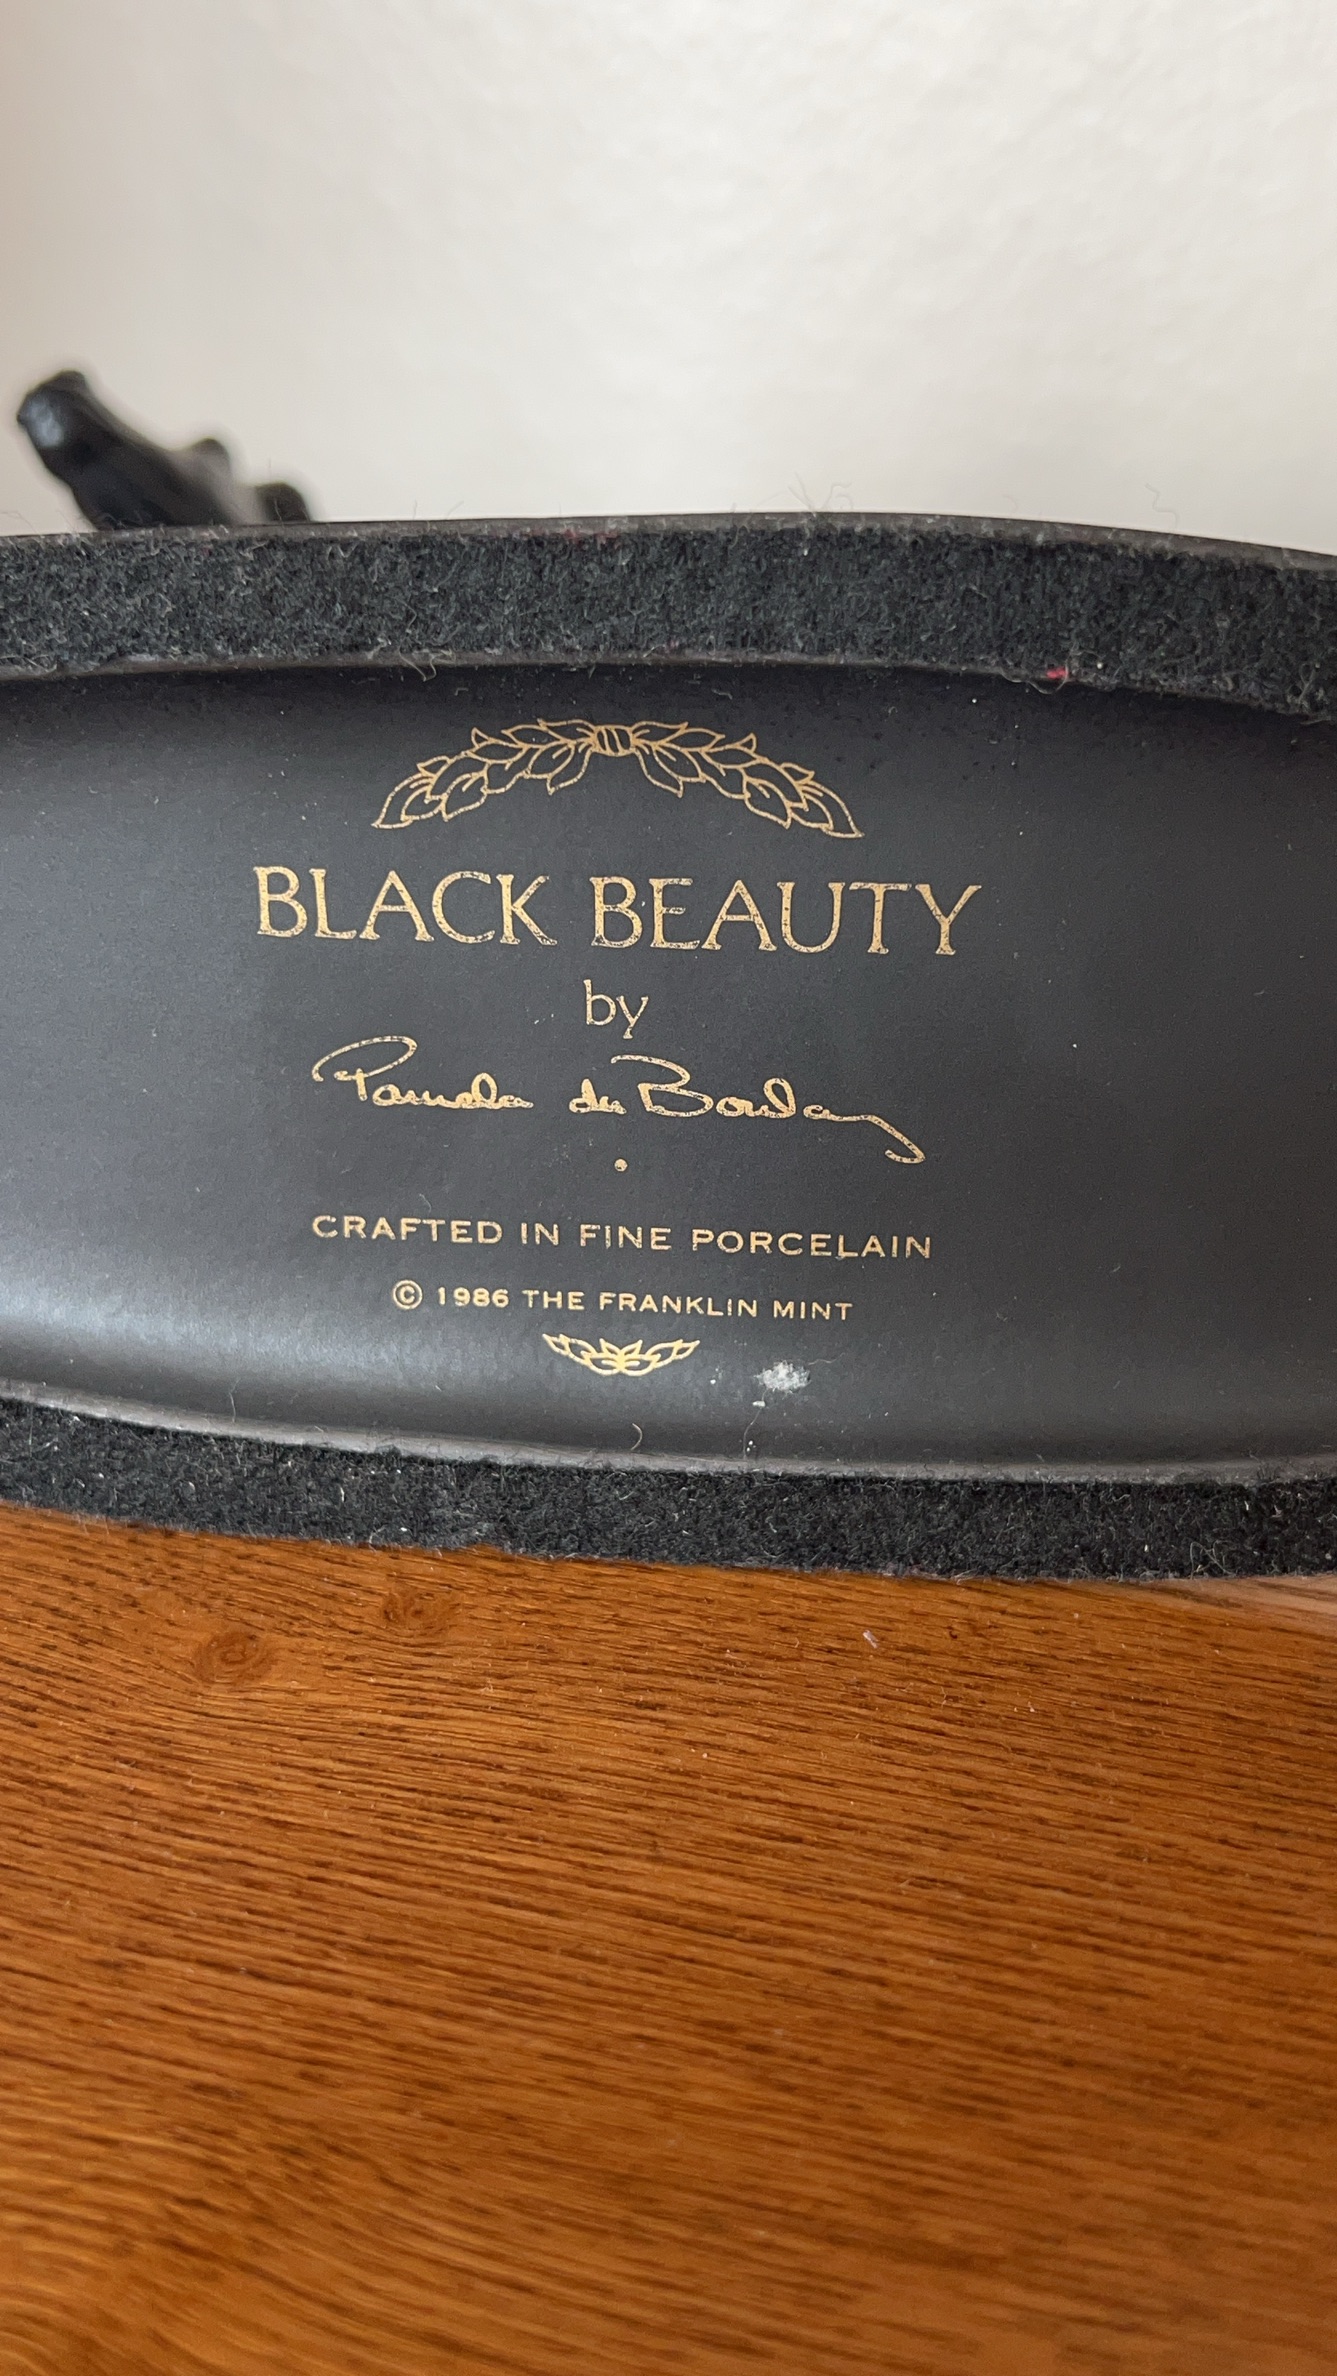 BLACK BEAUTY
by
Pamela du Boulay
CRAFTED IN FINE PORCELAIN
© 1986 THE FRANKLIN MINT